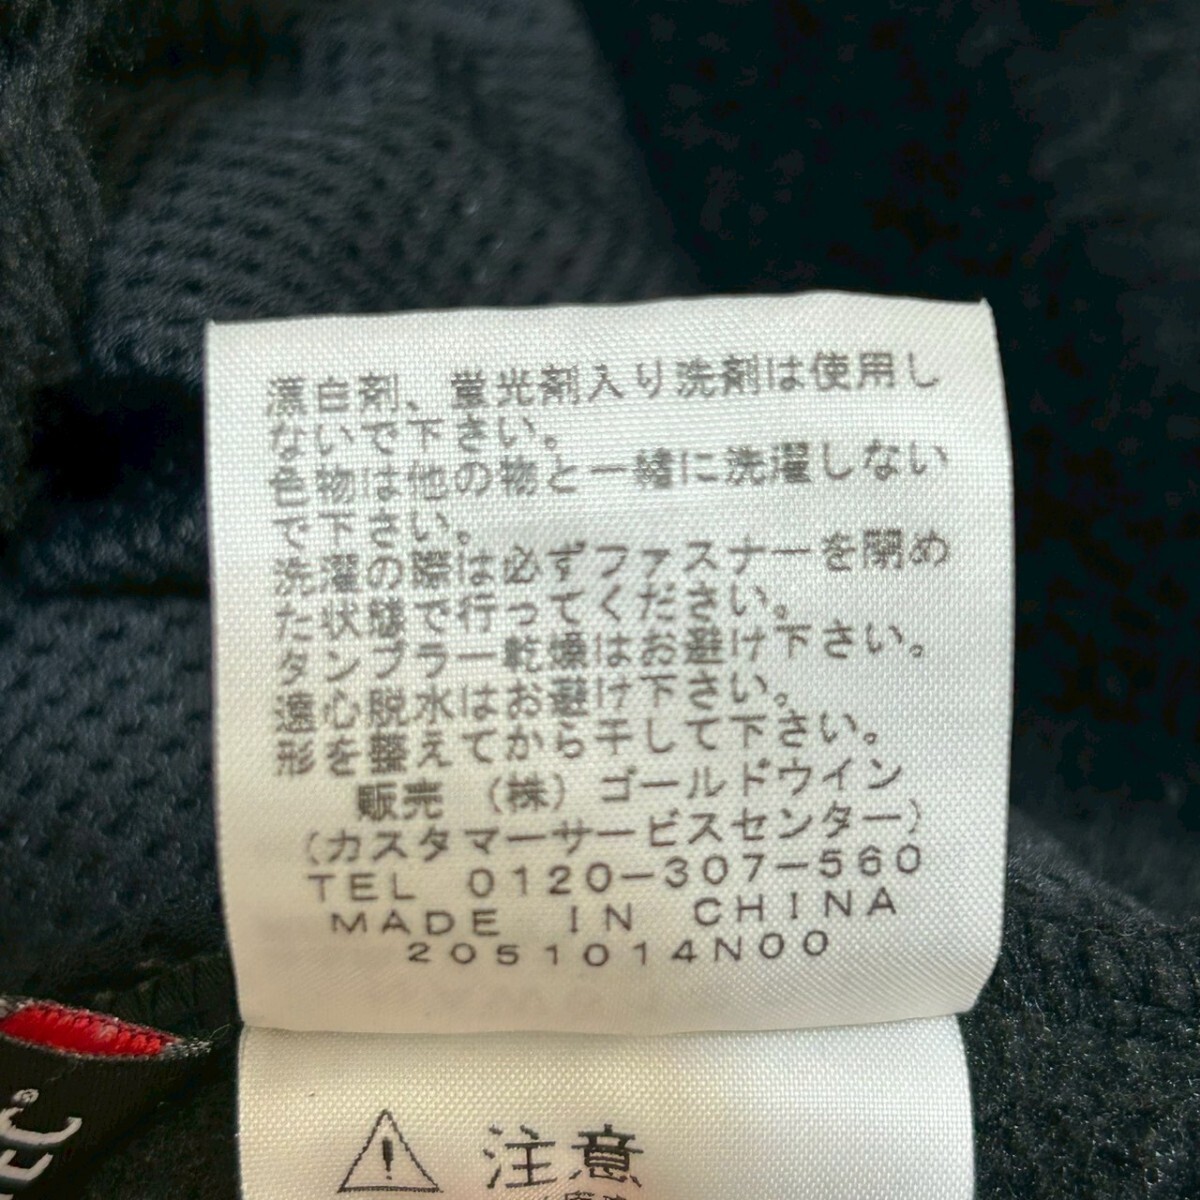 漂白剤、蛍光剤入り洗剤は使用し
ないで下さい。
色物は他の物と一緒に洗濯しない
で下さい。
洗濯の際は必ずファスナーを閉め
た状態で行ってください。
タンブラー乾燥はお避け下さい。
遠心脱水はお避け下さい。
形を整えてから干して下さい。
販売 (株) ゴールドウイン
(カスタマーサービスセンター)
TEL 0120-307-560
MADE IN CHINA
2051014N00
注意